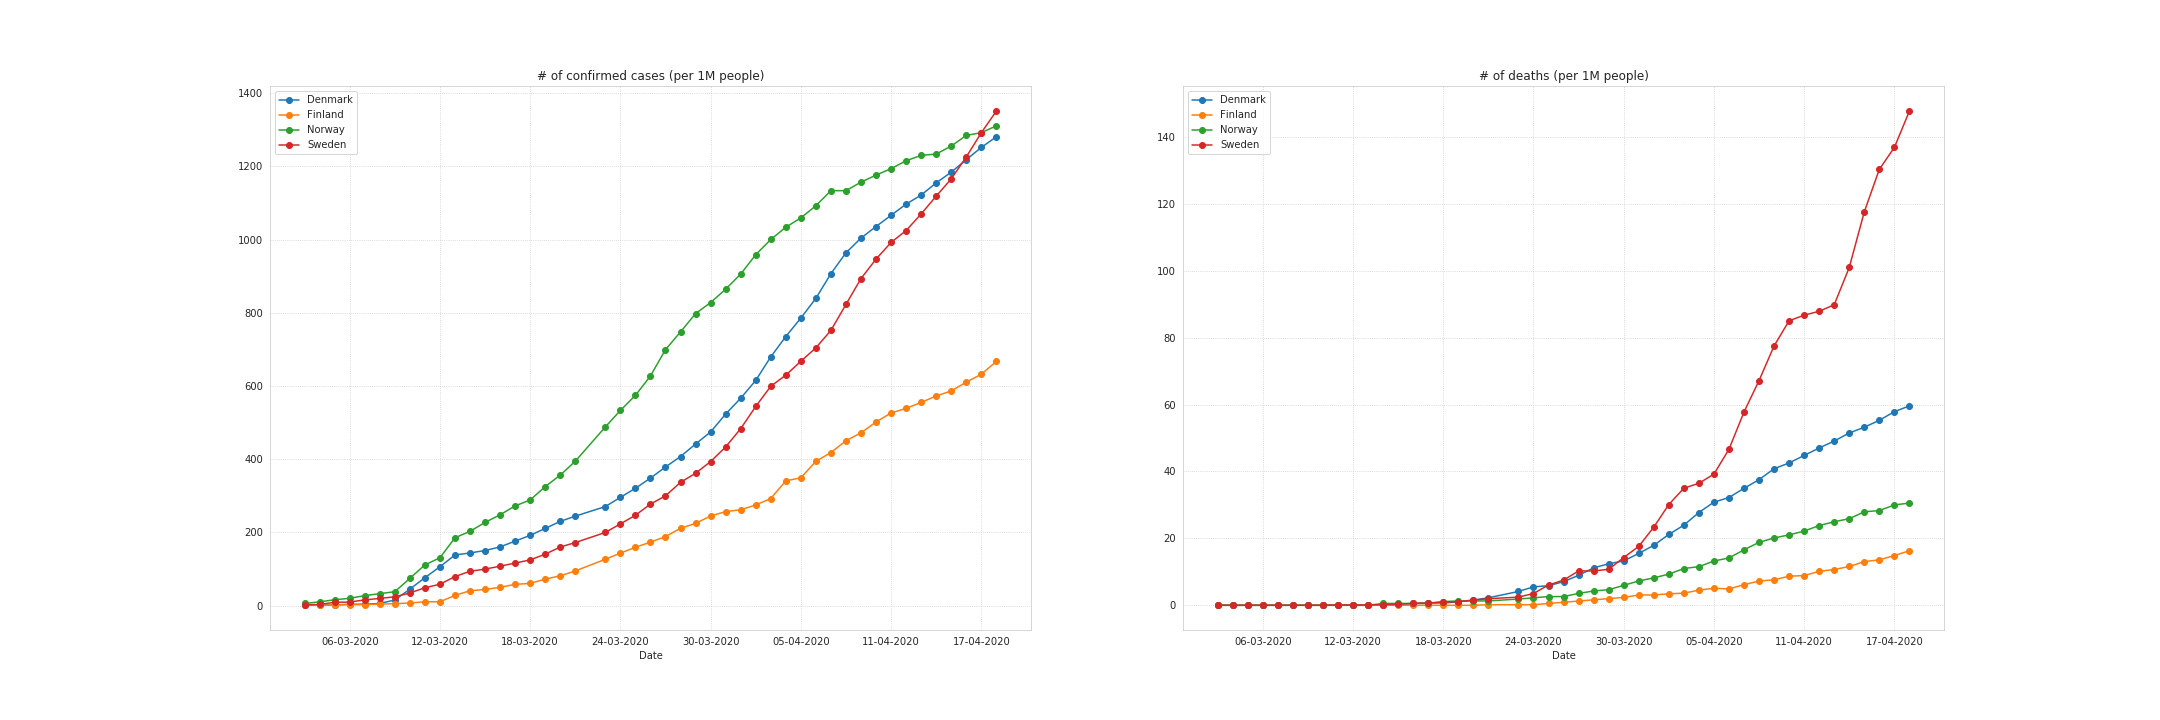 # of confirmed cases (per 1M people)
1400
1200
1000
800
600
400
200
0
Denmark
Finland
Norway
Sweden
06-03-2020 12-03-2020 18-03-2020 24-03-2020 30-03-2020 05-04-2020 11-04-2020 17-04-2020
Date
# of deaths (per 1M people)
140
120
100
80
60
40
20
0
Denmark
Finland
Norway
Sweden
06-03-2020 12-03-2020 18-03-2020 24-03-2020 30-03-2020 05-04-2020 11-04-2020 17-04-2020
Date